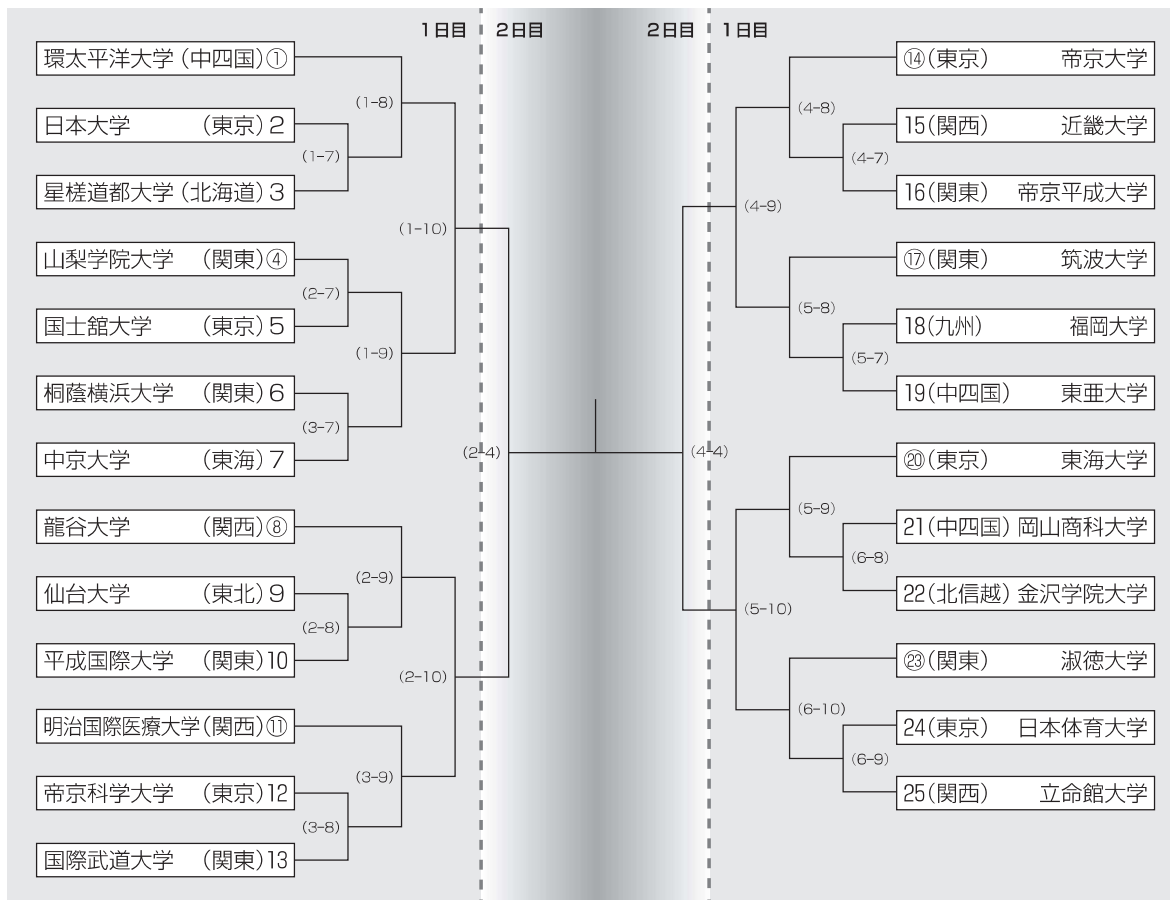 1日目 2日目 2日目 1日目
環太平洋大学(中四国)①
日本大学 (東京)2
星槎道都大学(北海道)3
山梨学院大学 (関東)④
国士舘大学 (東京)5
桐蔭横浜大学 (関東)6
中京大学 (東海)7
龍谷大学 (関西)⑧
仙台大学 (東北)9
平成国際大学 (関東)10
明治国際医療大学(関西)⑪
帝京科学大学 (東京)12
国際武道大学 (関東)13
(1-8)
(1-7)
(1-10)
(2-7)
(1-9)
(3-7)
(2-4)
(2-9)
(2-8)
(2-10)
(3-9)
(3-8)
⑭(東京) 帝京大学
15(関西) 近畿大学
16(関東) 帝京平成大学
⑰(関東) 筑波大学
18(九州) 福岡大学
19(中四国) 東亜大学
⑳(東京) 東海大学
21(中四国) 岡山商科大学
22(北信越) 金沢学院大学
㉓(関東) 淑徳大学
24(東京) 日本体育大学
25(関西) 立命館大学
(4-8)
(4-7)
(4-9)
(5-8)
(5-7)
(4-4)
(5-9)
(6-8)
(5-10)
(6-10)
(6-9)